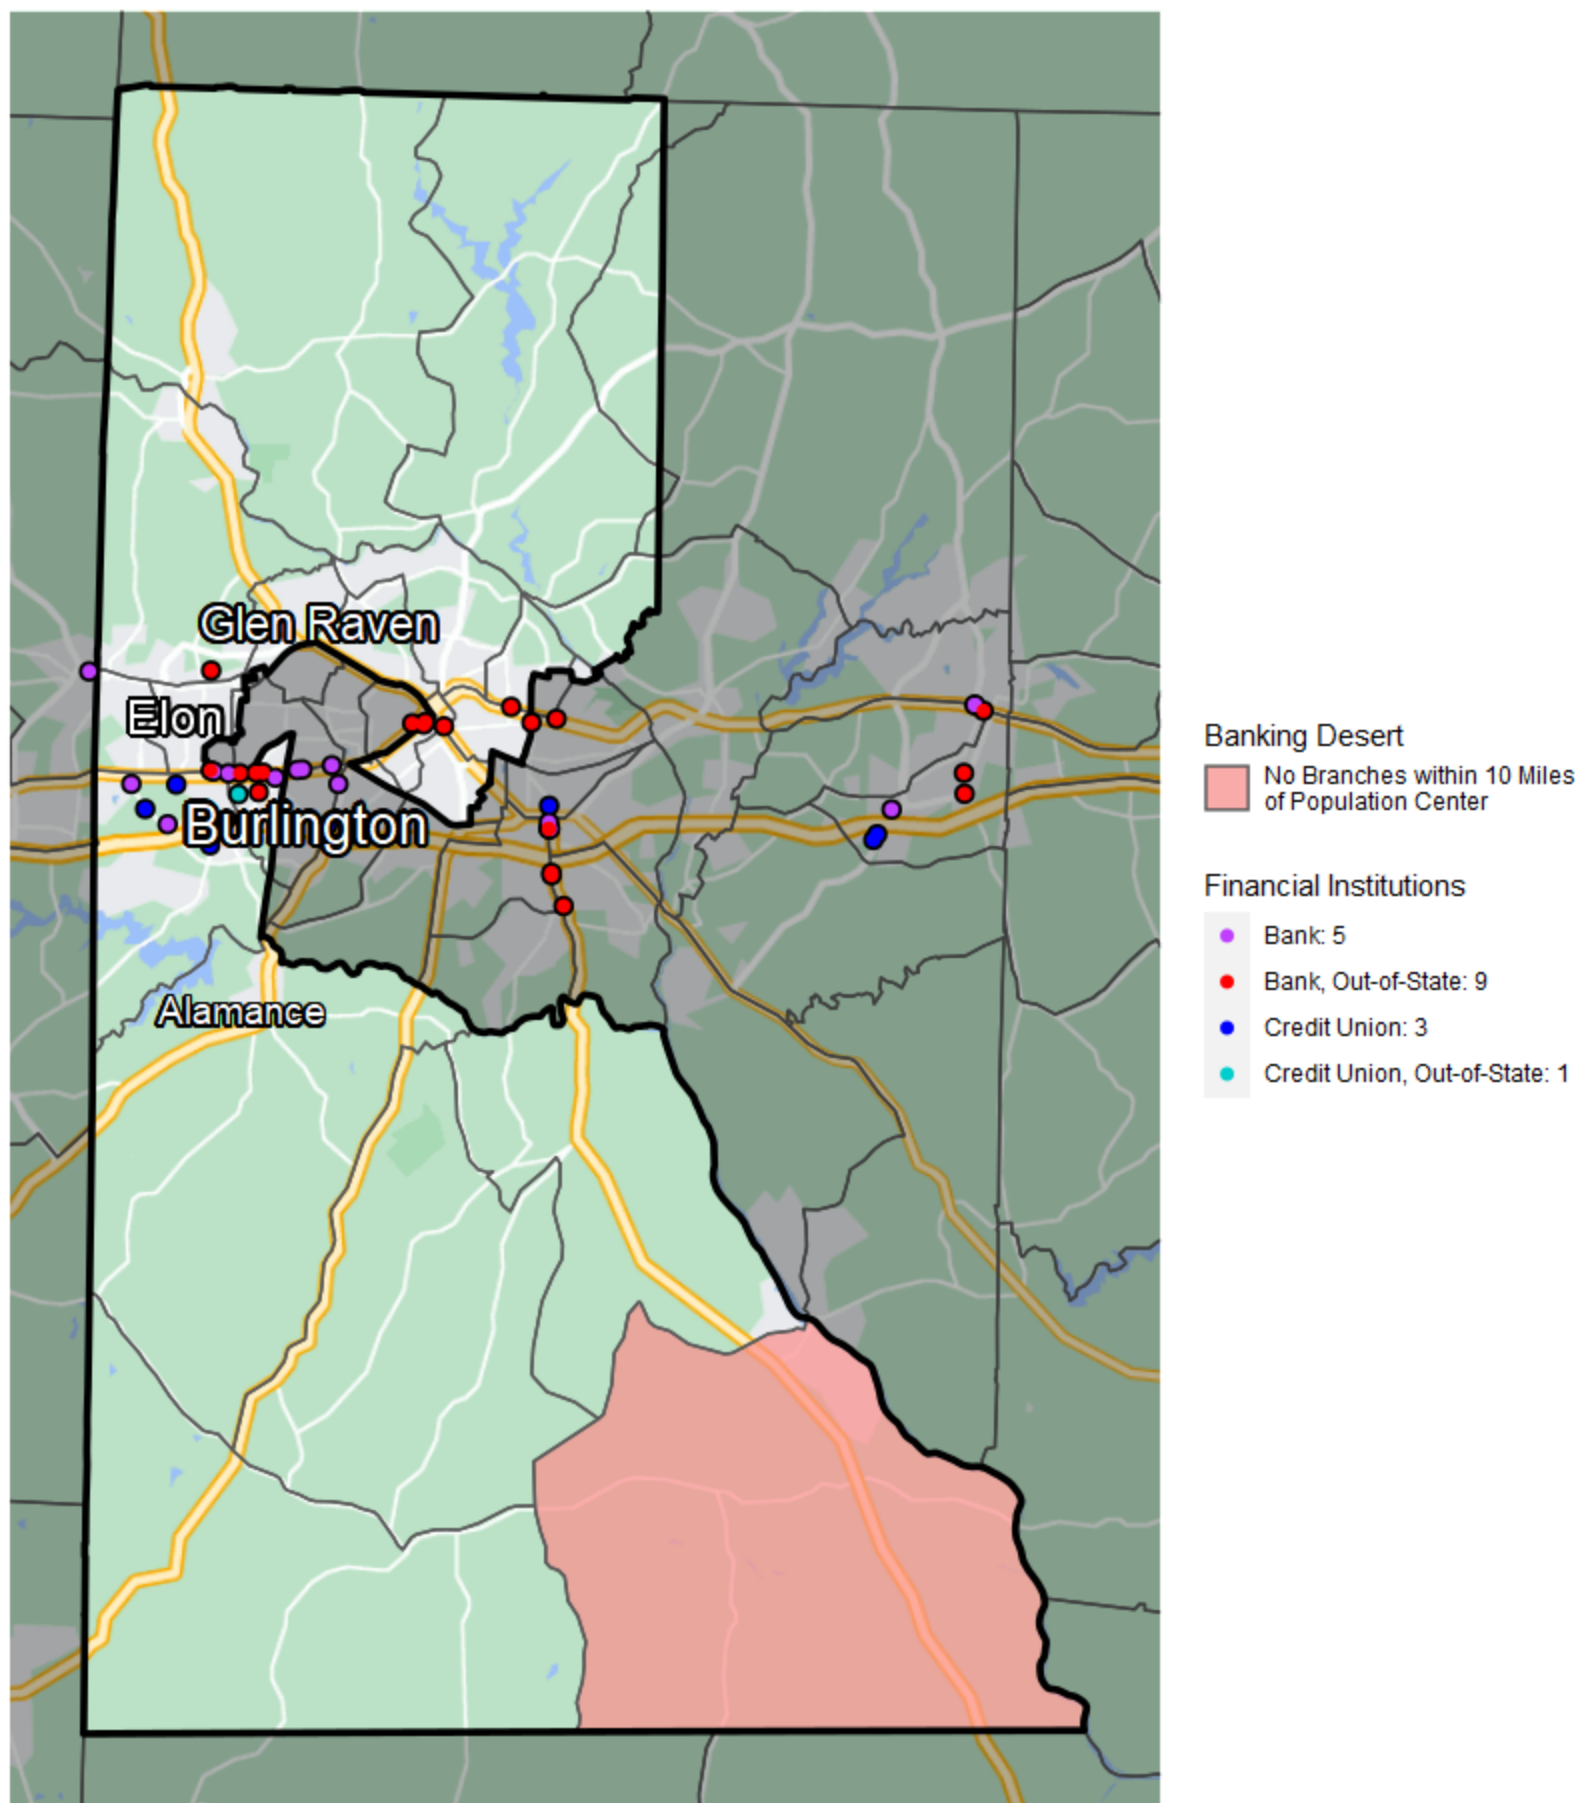 Glen Raven
Elon
Burlington
Alamance
Banking Desert
No Branches within 10 Miles
of Population Center
Financial Institutions
Bank: 5
Bank, Out-of-State: 9
Credit Union: 3
Credit Union, Out-of-State: 1